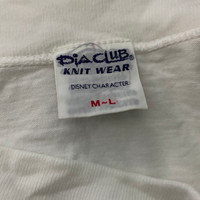 DiA CLUB®
KNIT WEAR
DISNEY CHARACTER
M~L